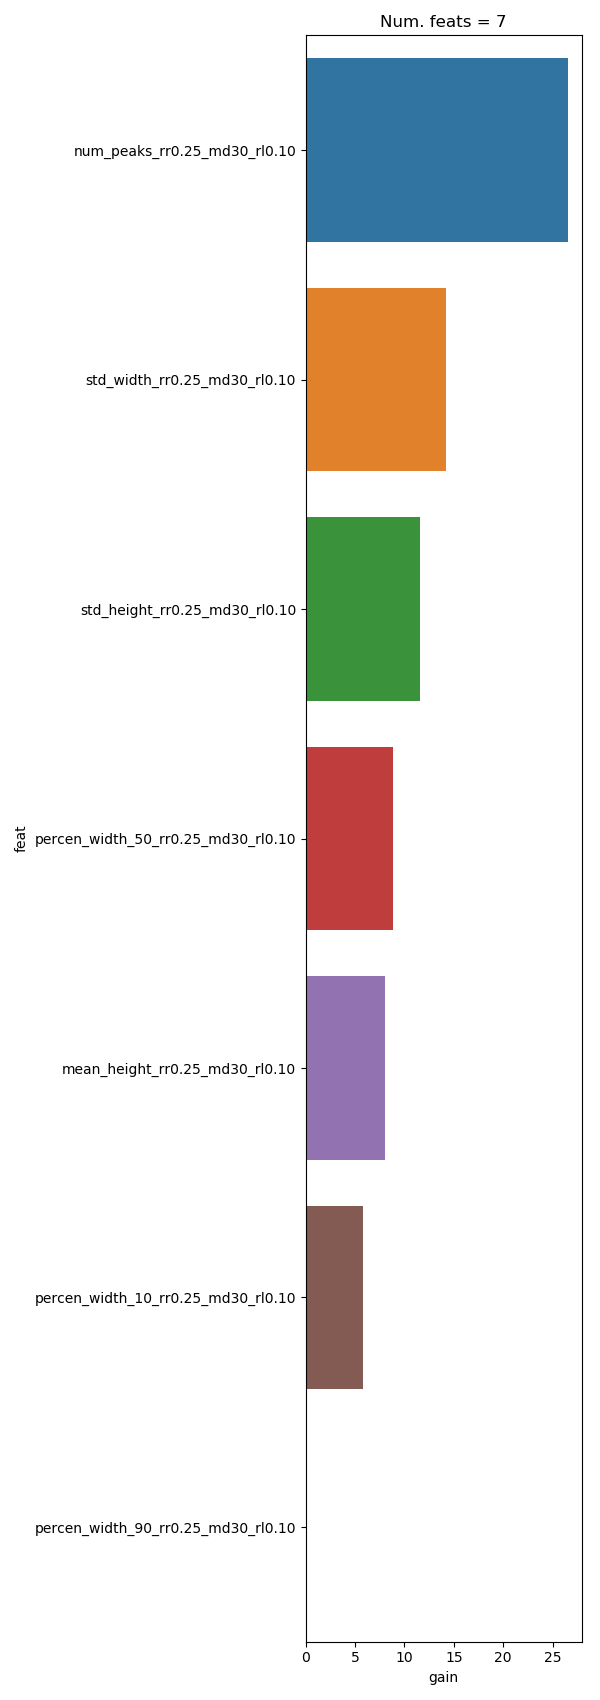 Num. feats = 7
num_peaks_rr0.25_md30_rl0.10
std_width_rr0.25_md30_rl0.10
std_height_rr0.25_md30_rl0.10
feat
percen_width_50_rr0.25_md30_rl0.10
mean_height_rr0.25_md30_rl0.10
percen_width_10_rr0.25_md30_rl0.10
percen_width_90_rr0.25_md30_rl0.10
0 5 10 15 20 25
gain